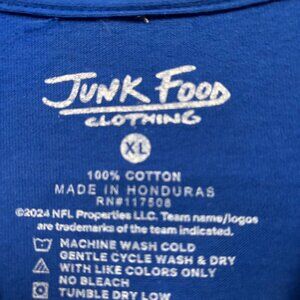 JUNK FOOD
CLOTHING
XL
100% COTTON
MADE IN HONDURAS
RN#117508
©2024 NFL Properties LLC. Team name/logos
are trademarks of the team indicated.
MACHINE WASH COLD
GENTLE CYCLE WASH & DRY
WITH LIKE COLORS ONLY
NO BLEACH
TUMBLE DRY LOW